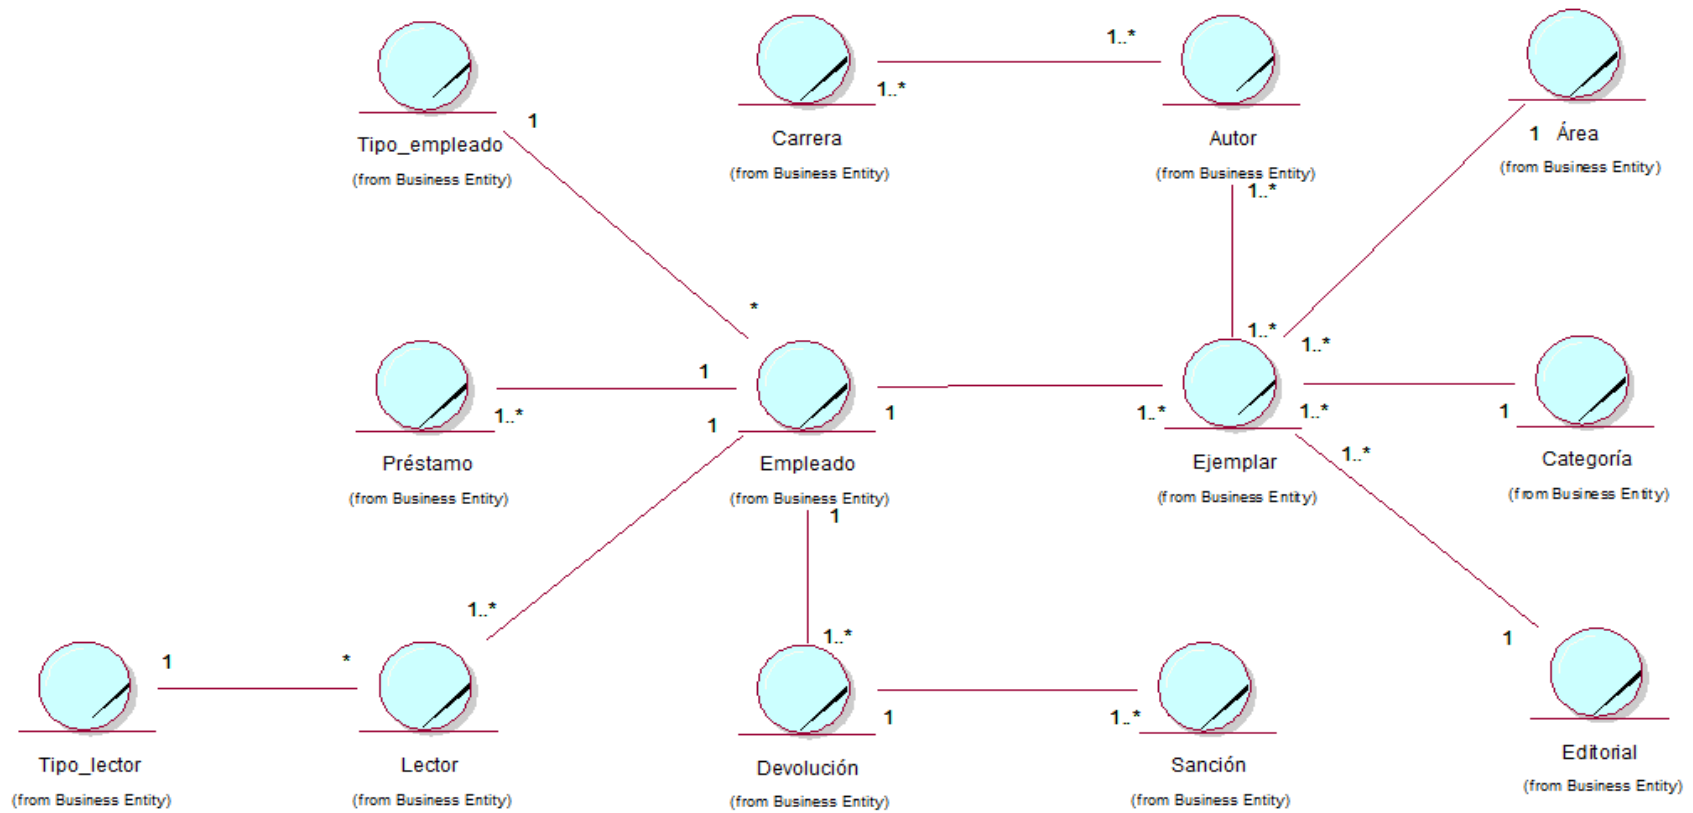 1..*
1..*
1
1
Tipo_empleado
(from Business Entity)
Carrera
(from Business Entity)
Autor
(from Business Entity)
Área
(from Business Entity)
1..*
*
1..*
1..*
1
1..*
1
1
1..*
1..*
1
1..*
Préstamo
(from Business Entity)
Empleado
(from Business Entity)
Ejemplar
(from Business Entity)
Categoría
(from Business Entity)
1
1..*
1..*
1
1
*
1
1..*
Tipo_lector
(from Business Entity)
Lector
(from Business Entity)
Devolución
(from Business Entity)
Sanción
(from Business Entity)
Editorial
(from Business Entity)